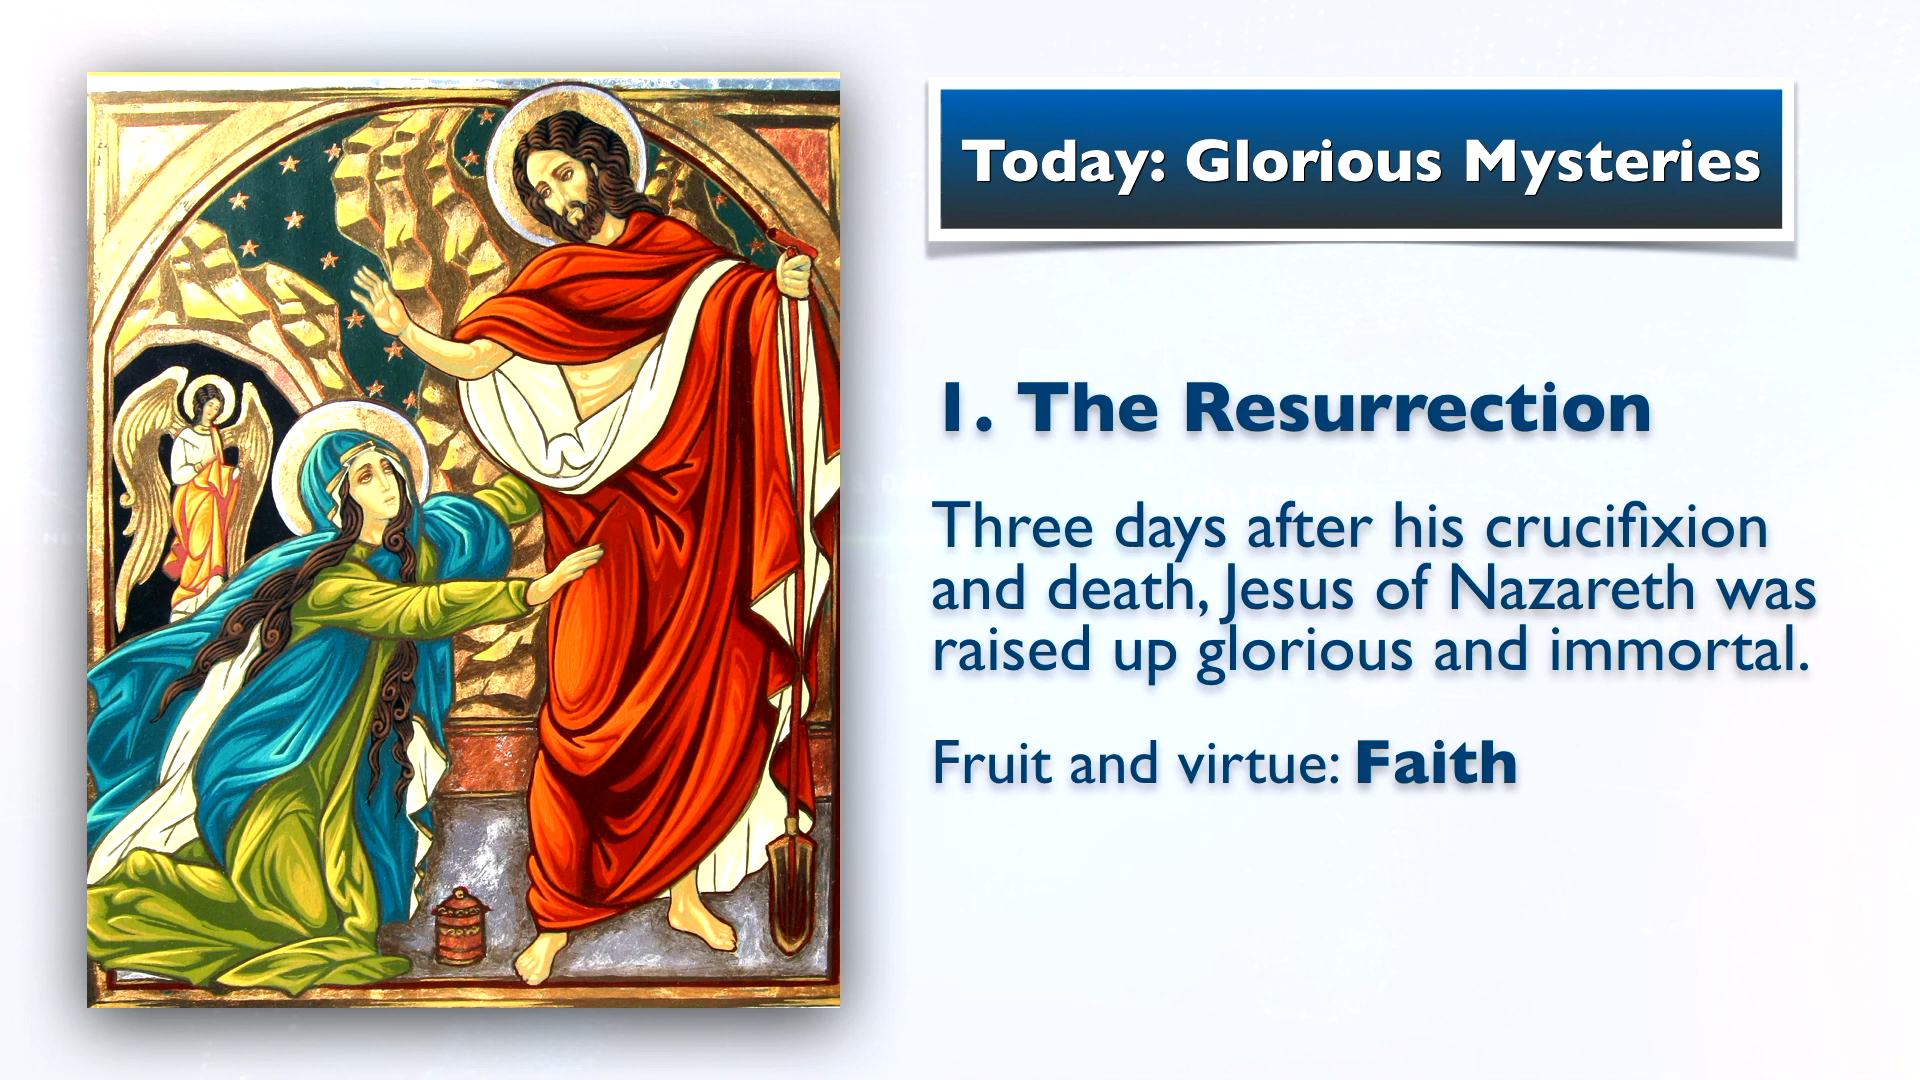 Today: Glorious Mysteries
1. The Resurrection
Three days after his crucifixion
and death, Jesus of Nazareth was
raised up glorious and immortal.
Fruit and virtue: Faith